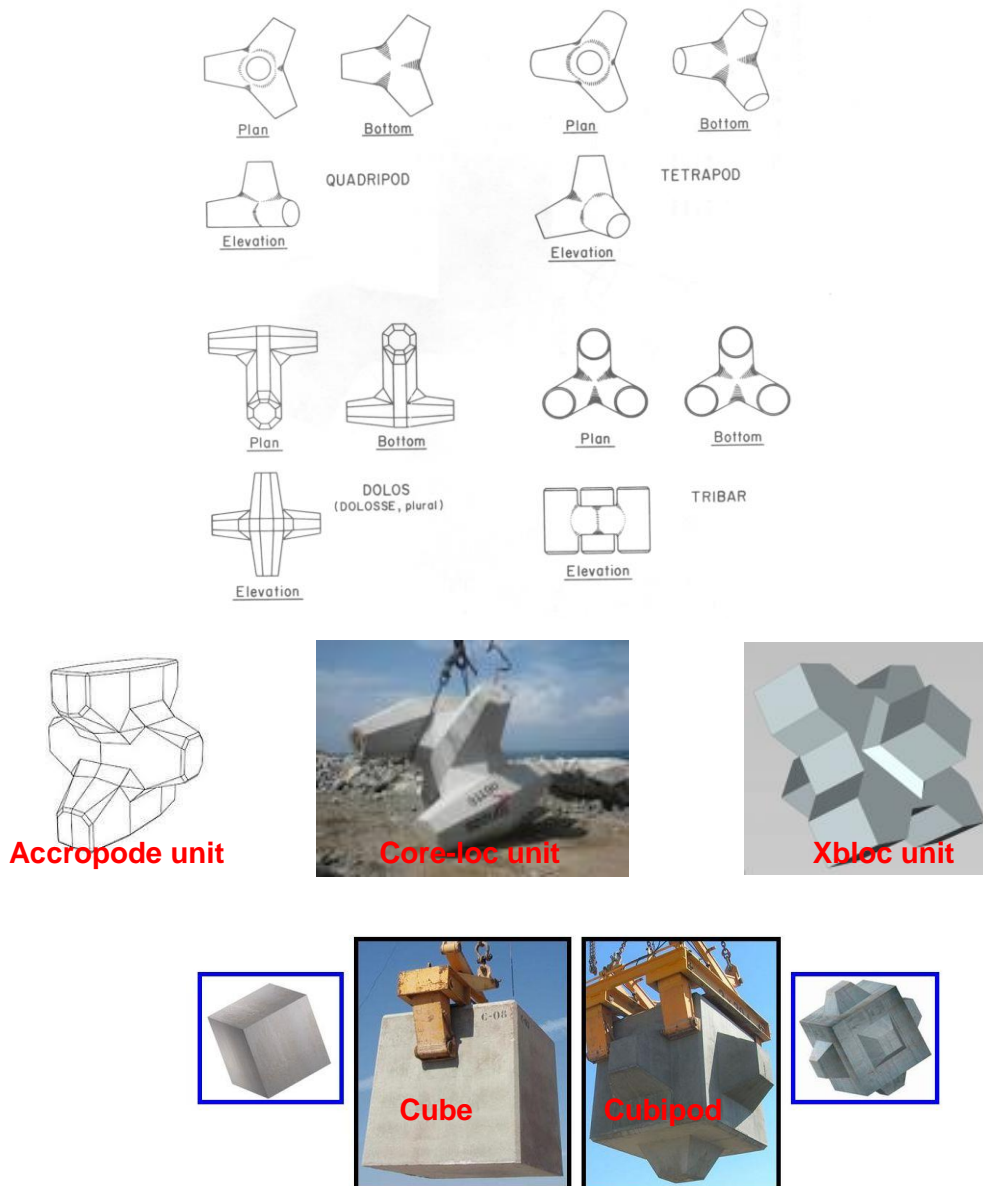 Plan
Bottom
Plan
Bottom
QUADRIPOD
TETRAPOD
Elevation
Elevation
Plan
Bottom
Plan
Bottom
DOLOS
(DOLOSSE, plural)
TRIBAR
Elevation
Elevation
Accropode unit
Core-loc unit
Xbloc unit
C-08
Cube
Cubipod